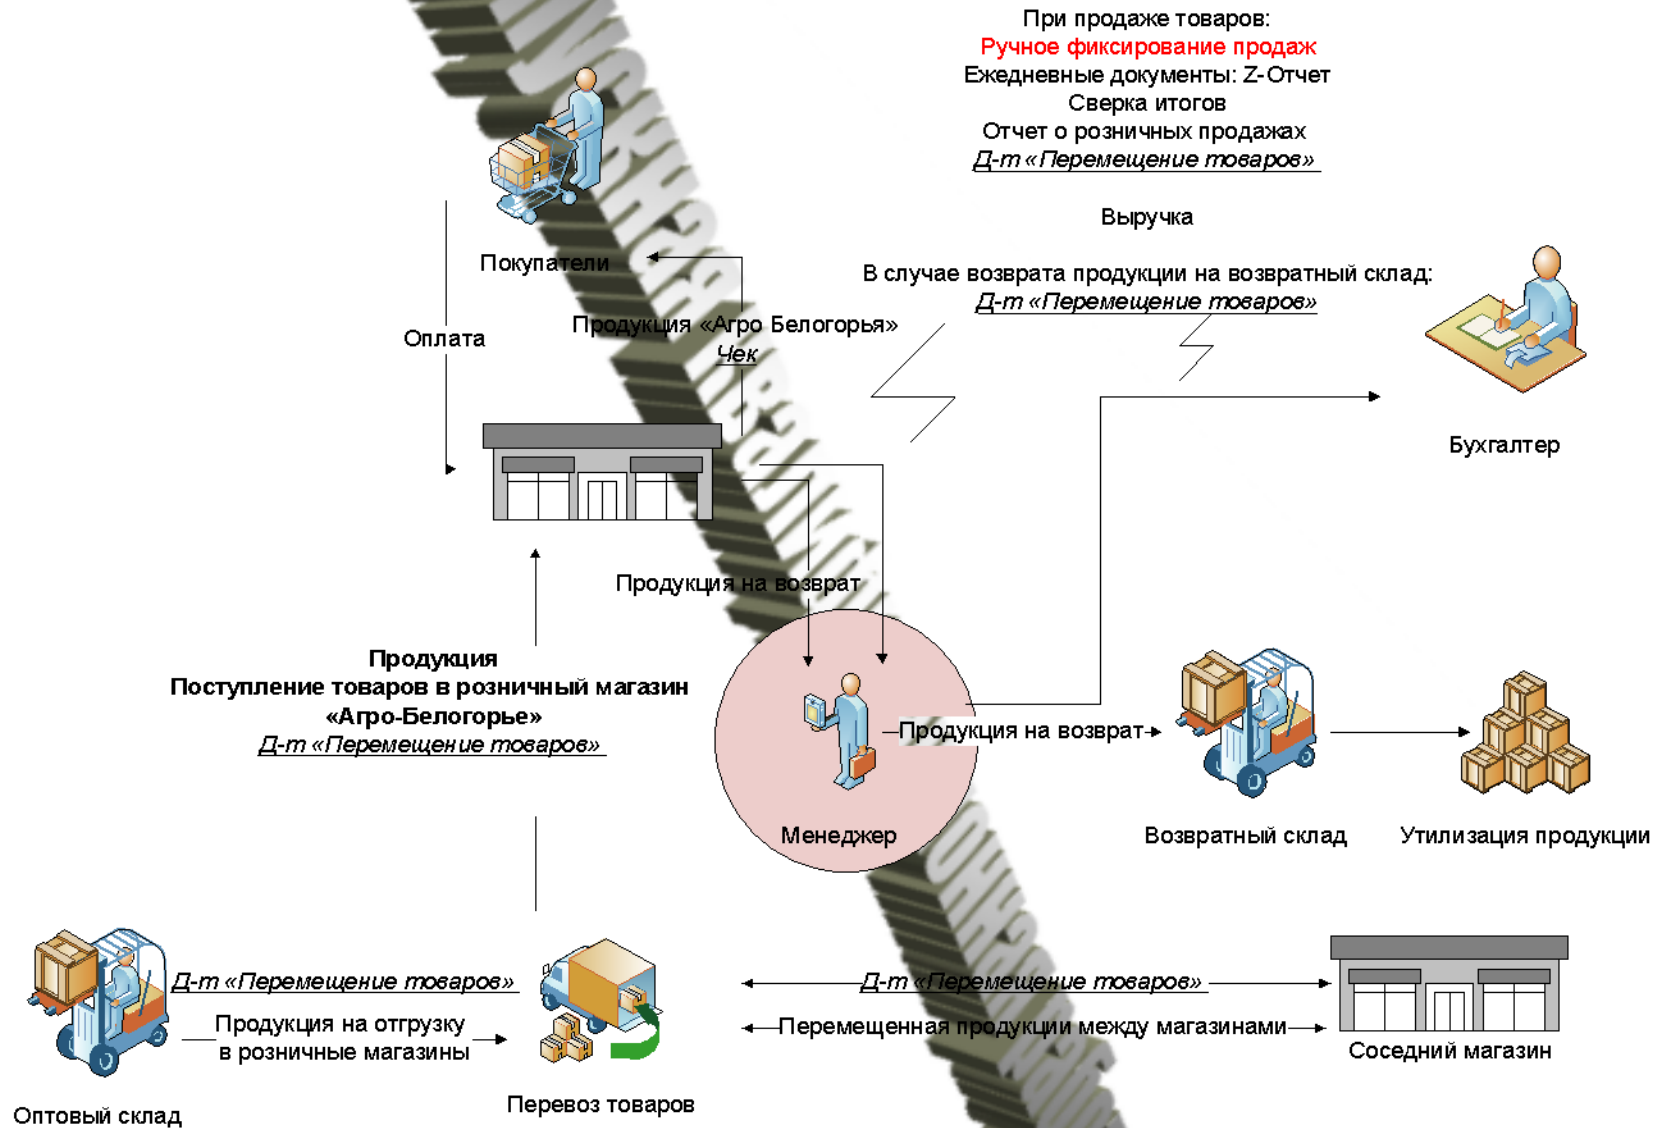 При продаже товаров:
Ручное фиксирование продаж
Ежедневные документы: Z-Отчет
Сверка итогов
Отчет о розничных продажах
Д-т «Перемещение товаров»
Выручка
В случае возврата продукции на возвратный склад:
Д-т «Перемещение товаров»
Покупатели
Оплата
Продукция «Агро Белогорья»
Чек
Бухгалтер
Продукция на возврат
Продукция
Поступление товаров в розничный магазин
«Агро-Белогорье»
Д-т «Перемещение товаров»
Продукция на возврат
Менеджер
Возвратный склад
Утилизация продукции
Д-т «Перемещение товаров»
Продукция на отгрузку
в розничные магазины
Д-т «Перемещение товаров»
Перемещенная продукции между магазинами
Соседний магазин
Перевоз товаров
Оптовый склад